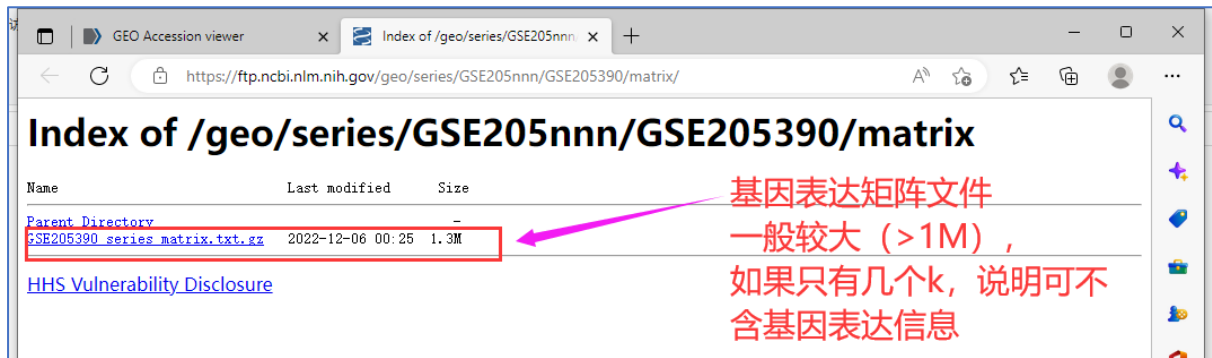 GEO Accession viewer
Index of /geo/series/GSE205nnn
https://ftp.ncbi.nlm.nih.gov/geo/series/GSE205nnn/GSE205390/matrix/
Index of /geo/series/GSE205nnn/GSE205390/matrix
Name Last modified Size
Parent Directory -
GSE205390_series_matrix.txt.gz 2022-12-06 00:25 1.3M
HHS Vulnerability Disclosure
基因表达矩阵文件
一般较大（>1M），
如果只有几个k，说明可不
含基因表达信息